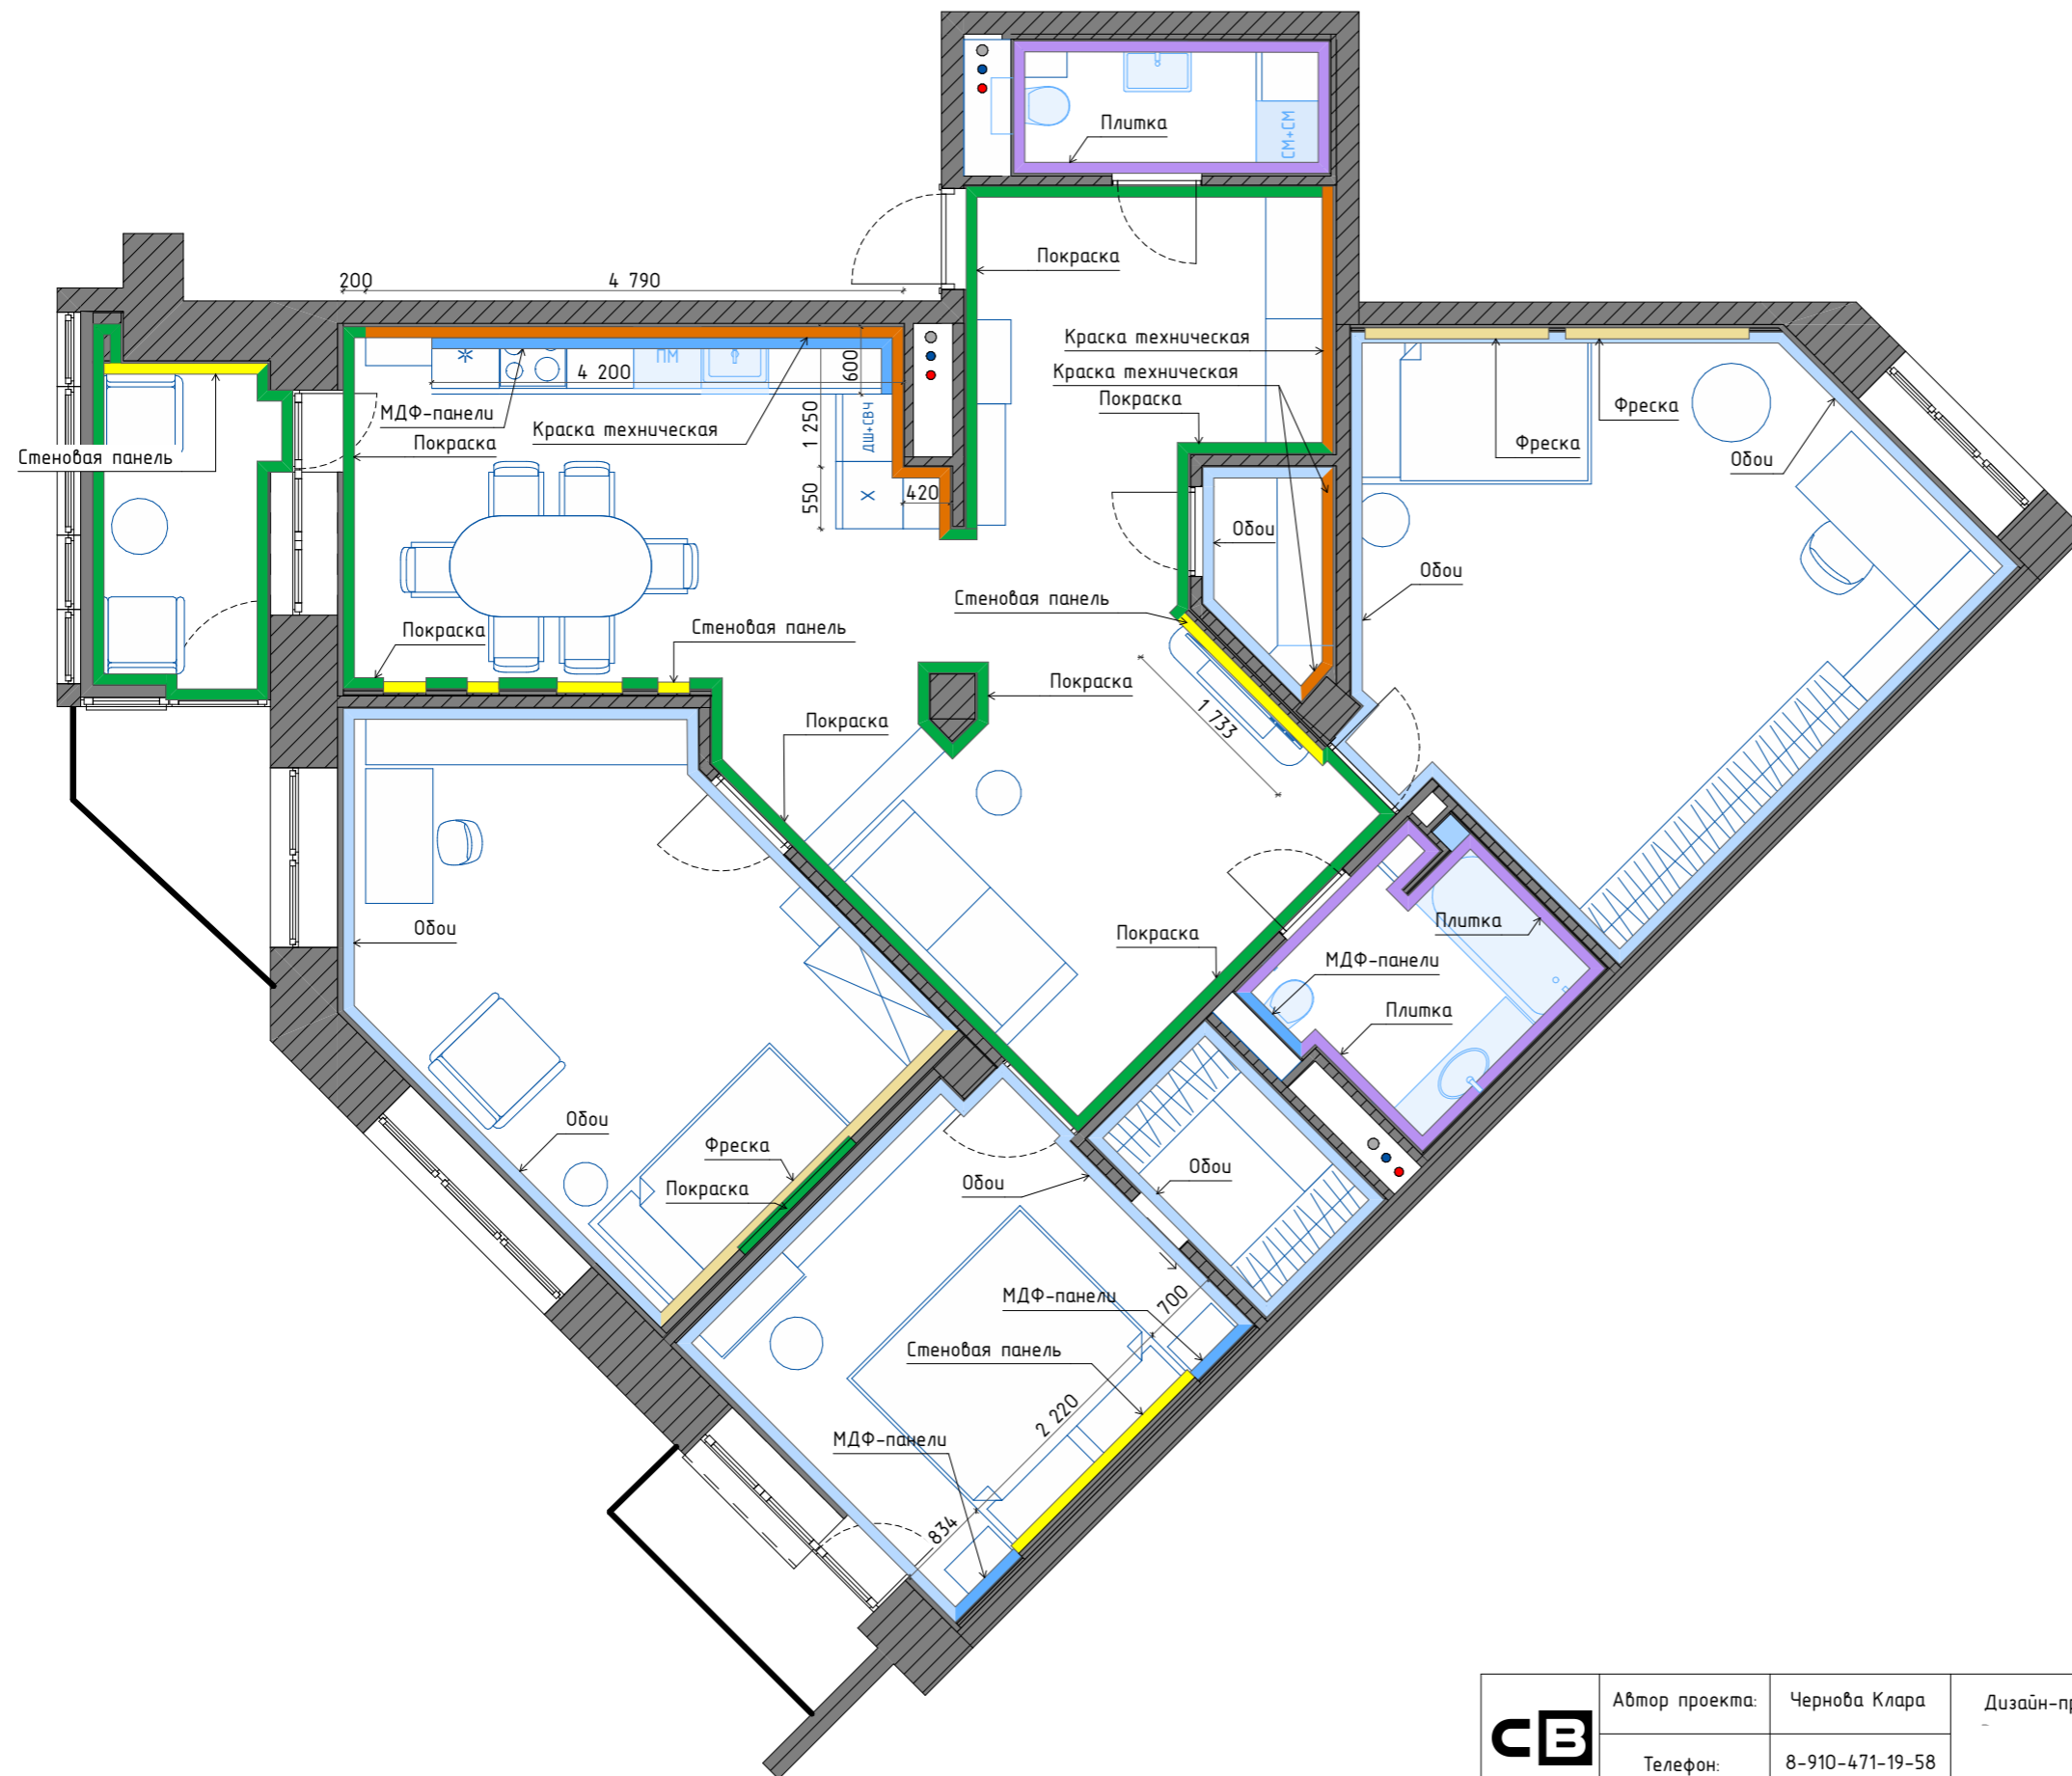 Плитка
СМ+СМ
Покраска
200
4 790
Краска техническая
Краска техническая
Покраска
ПМ
4 200
600
МДФ-панели
Покраска
Краска техническая
1 250
ДШ+СВЧ
Стеновая панель
550
X
420
Фреска
Фреска
Обои
Обои
Обои
Стеновая панель
Покраска
Стеновая панель
Покраска
1 733
Покраска
Обои
Покраска
Плитка
МДФ-панели
Плитка
Обои
Фреска
Покраска
Обои
Обои
700
МДФ-панели
Стеновая панель
2 220
МДФ-панели
834
СВ
Автор проекта:
Чернова Клара
Дизайн-пр
Телефон:
8-910-471-19-58